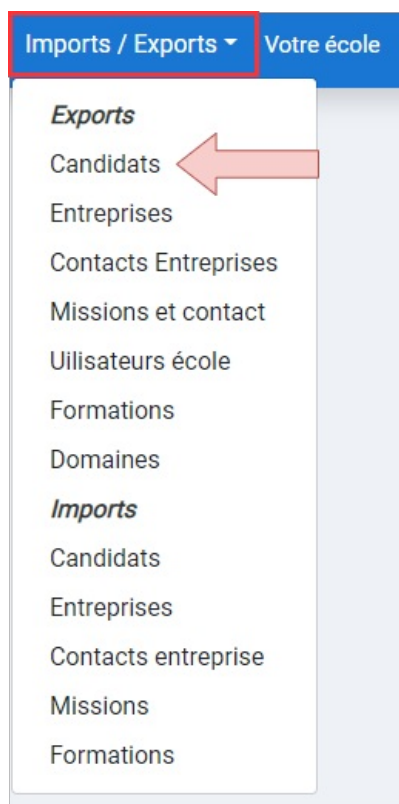 Imports / Exports Votre école
Exports
Candidats
Entreprises
Contacts Entreprises
Missions et contact
Uilisateurs école
Formations
Domaines
Imports
Candidats
Entreprises
Contacts entreprise
Missions
Formations